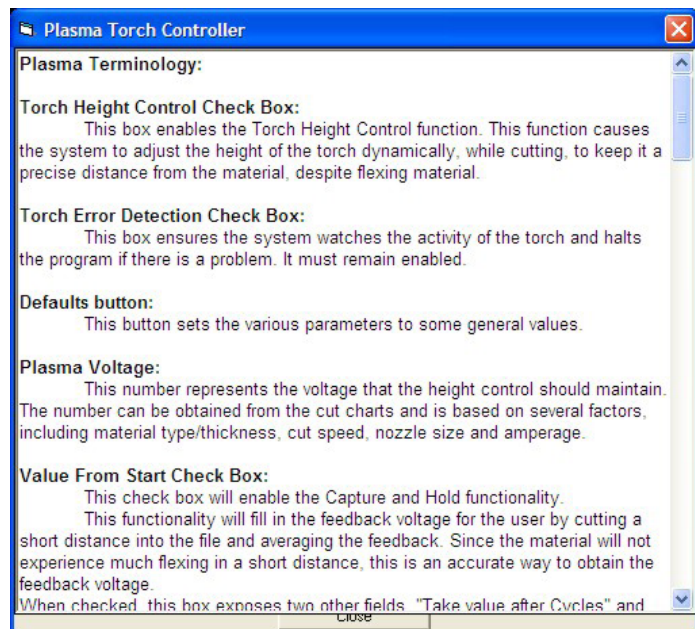 Plasma Torch Controller
Plasma Terminology:
Torch Height Control Check Box:
This box enables the Torch Height Control function. This function causes
the system to adjust the height of the torch dynamically, while cutting, to keep it a
precise distance from the material, despite flexing material.
Torch Error Detection Check Box:
This box ensures the system watches the activity of the torch and halts
the program if there is a problem. It must remain enabled.
Defaults button:
This button sets the various parameters to some general values.
Plasma Voltage:
This number represents the voltage that the height control should maintain.
The number can be obtained from the cut charts and is based on several factors,
including material type/thickness, cut speed, nozzle size and amperage.
Value From Start Check Box:
This check box will enable the Capture and Hold functionality.
This functionality will fill in the feedback voltage for the user by cutting a
short distance into the file and averaging the feedback. Since the material will not
experience much flexing in a short distance, this is an accurate way to obtain the
feedback voltage.
When checked, this box exposes two other fields, "Take value after Cycles" and
Close